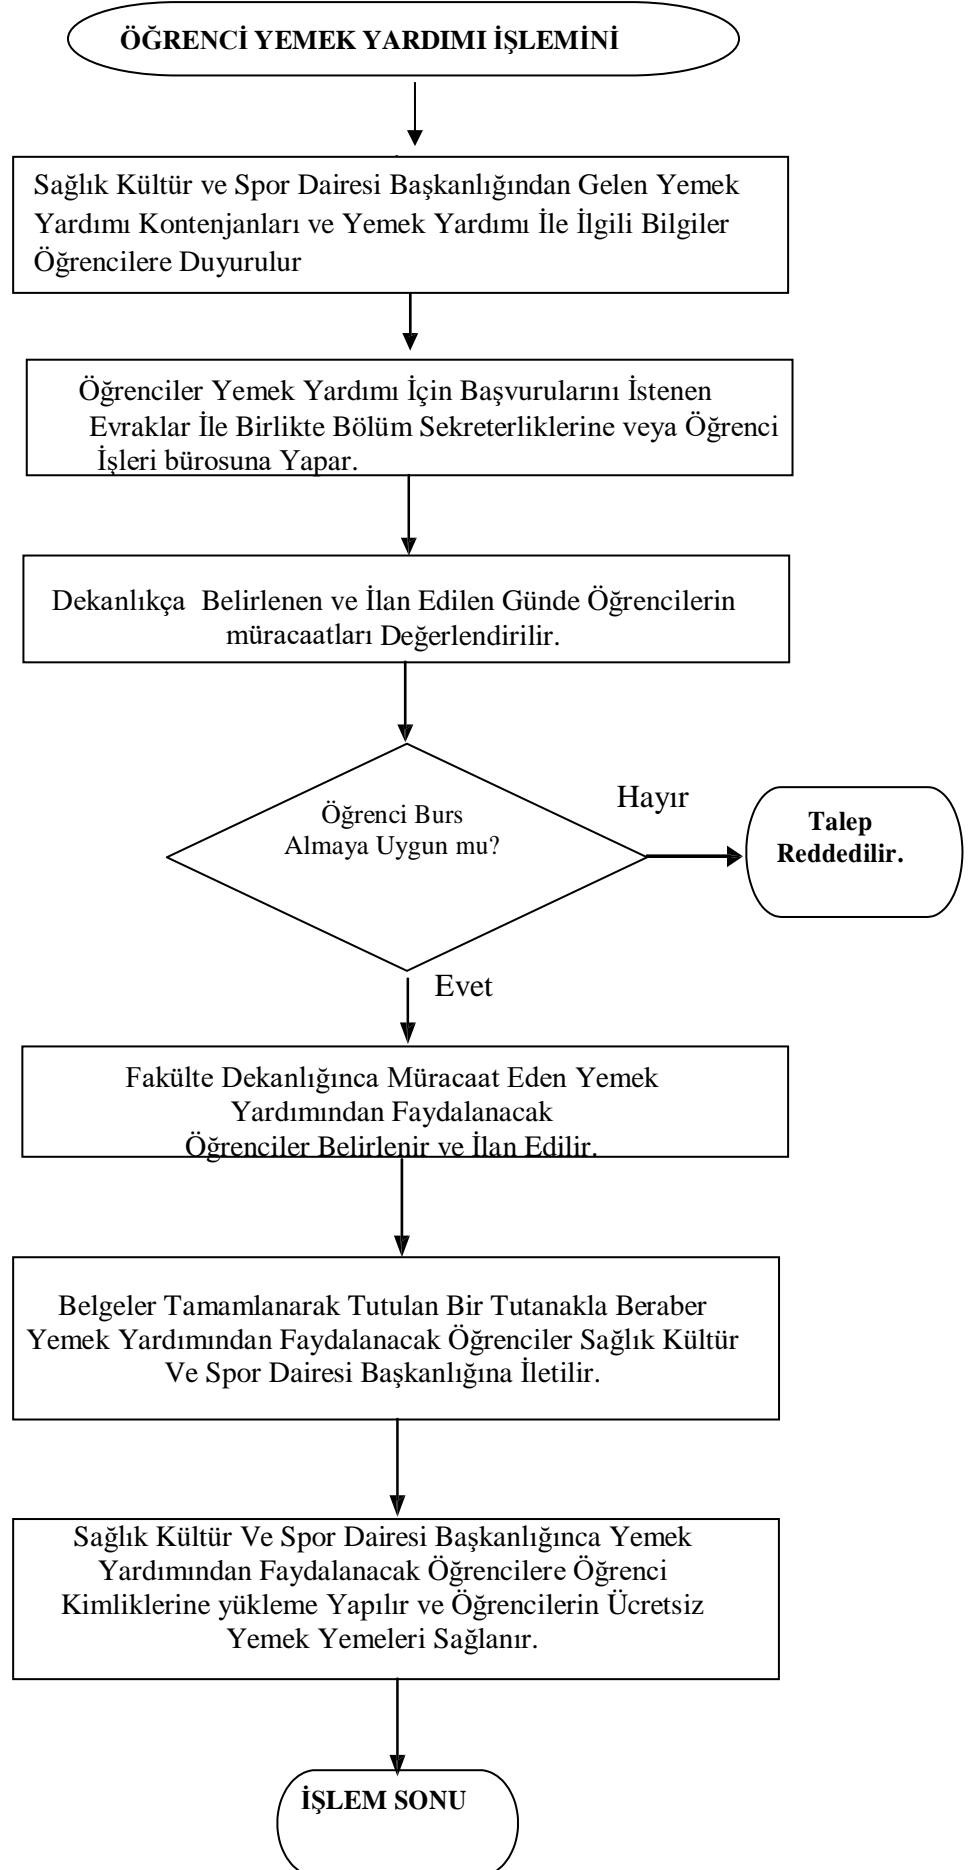 ÖĞRENCİ YEMEK YARDIMI İŞLEMİNİ
Sağlık Kültür ve Spor Dairesi Başkanlığından Gelen Yemek
Yardımı Kontenjanları ve Yemek Yardımı İle İlgili Bilgiler
Öğrencilere Duyurulur
Öğrenciler Yemek Yardımı İçin Başvurularını İstenen
Evraklar İle Birlikte Bölüm Sekreterliklerine veya Öğrenci
İşleri bürosuna Yapar.
Dekanlıkça Belirlenen ve İlan Edilen Günde Öğrencilerin
müracaatları Değerlendirilir.
Öğrenci Burs
Almaya Uygun mu?
Hayır
Talep
Reddedilir.
Evet
Fakülte Dekanlığınca Müracaat Eden Yemek
Yardımından Faydalanacak
Öğrenciler Belirlenir ve İlan Edilir.
Belgeler Tamamlanarak Tutulan Bir Tutanakla Beraber
Yemek Yardımından Faydalanacak Öğrenciler Sağlık Kültür
Ve Spor Dairesi Başkanlığına İletilir.
Sağlık Kültür Ve Spor Dairesi Başkanlığınca Yemek
Yardımından Faydalanacak Öğrencilere Öğrenci
Kimliklerine yükleme Yapılır ve Öğrencilerin Ücretsiz
Yemek Yemeleri Sağlanır.
İŞLEM SONU